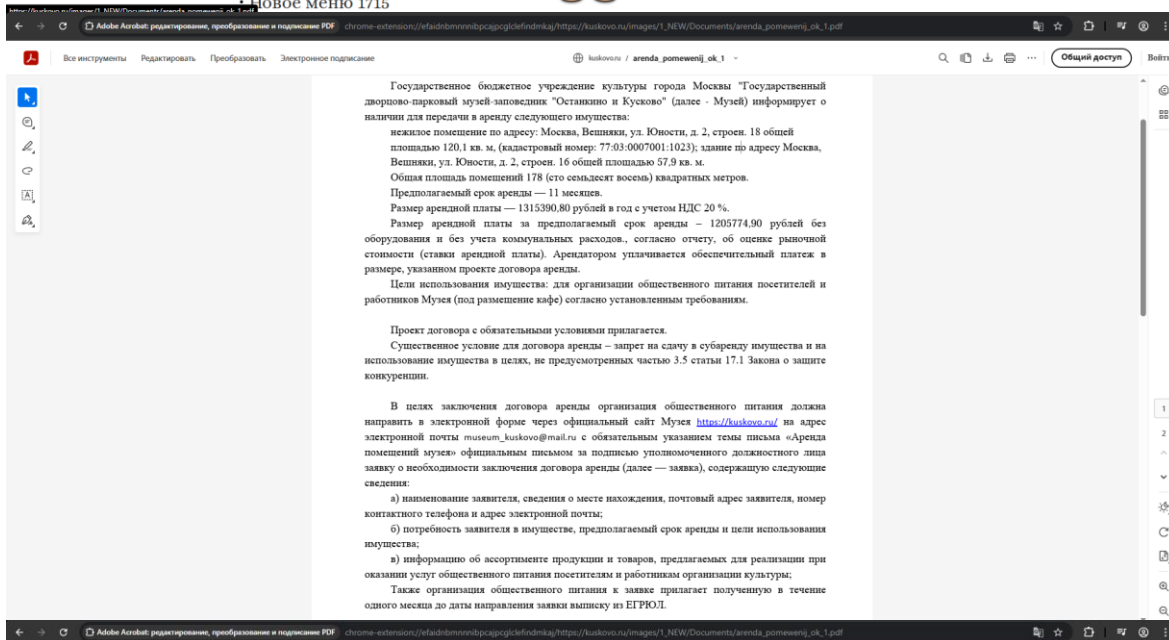 • Новое меню 1715
https://kuskovo.ru/images/1_NEW/Documents/arenda_pomewenij_ok_1.pdf
Adobe Acrobat: редактирование, преобразование и подписание PDF chrome-extension://efaidnbmnnnibpcajpcglclefindmkaj/https://kuskovo.ru/images/1_NEW/Documents/arenda_pomewenij_ok_1.pdf
Все инструменты Редактировать Преобразовать Электронное подписание kuskovo.ru / arenda_pomewenij_ok_1 Общий доступ
Государственное бюджетное учреждение культуры города Москвы "Государственный
дворцово-парковый музей-заповедник "Останкино и Кусково" (далее - Музей) информирует о
наличии для передачи в аренду следующего имущества:
нежилое помещение по адресу: Москва, Вешняки, ул. Юности, д. 2, строен. 18 общей
площадью 120,1 кв. м, (кадастровый номер: 77:03:0007001:1023); здание по адресу Москва,
Вешняки, ул. Юности, д. 2, строен. 16 общей площадью 57,9 кв. м.
Общая площадь помещений 178 (сто семьдесят восемь) квадратных метров.
Предполагаемый срок аренды — 11 месяцев.
Размер арендной платы — 1315390,80 рублей в год с учетом НДС 20 %.
Размер арендной платы за предполагаемый срок аренды – 1205774,90 рублей без
оборудования и без учета коммунальных расходов., согласно отчету, об оценке рыночной
стоимости (ставки арендной платы). Арендатором уплачивается обеспечительный платеж в
размере, указанном проекте договора аренды.
Цели использования имущества: для организации общественного питания посетителей и
работников Музея (под размещение кафе) согласно установленным требованиям.
Проект договора с обязательными условиями прилагается.
Существенное условие для договора аренды – запрет на сдачу в субаренду имущества и на
использование имущества в целях, не предусмотренных частью 3.5 статьи 17.1 Закона о защите
конкуренции.
В целях заключения договора аренды организация общественного питания должна
направить в электронной форме через официальный сайт Музея https://kuskovo.ru/ на адрес
электронной почты museum_kuskovo@mail.ru с обязательным указанием темы письма «Аренда
помещений музея» официальным письмом за подписью уполномоченного должностного лица
заявку о необходимости заключения договора аренды (далее — заявка), содержащую следующие
сведения:
а) наименование заявителя, сведения о месте нахождения, почтовый адрес заявителя, номер
контактного телефона и адрес электронной почты;
б) потребность заявителя в имуществе, предполагаемый срок аренды и цели использования
имущества;
в) информацию об ассортименте продукции и товаров, предлагаемых для реализации при
оказании услуг общественного питания посетителям и работникам организации культуры;
Также организация общественного питания к заявке прилагает полученную в течение
одного месяца до даты направления заявки выписку из ЕГРЮЛ.
1
2
Adobe Acrobat: редактирование, преобразование и подписание PDF chrome-extension://efaidnbmnnnibpcajpcglclefindmkaj/https://kuskovo.ru/images/1_NEW/Documents/arenda_pomewenij_ok_1.pdf